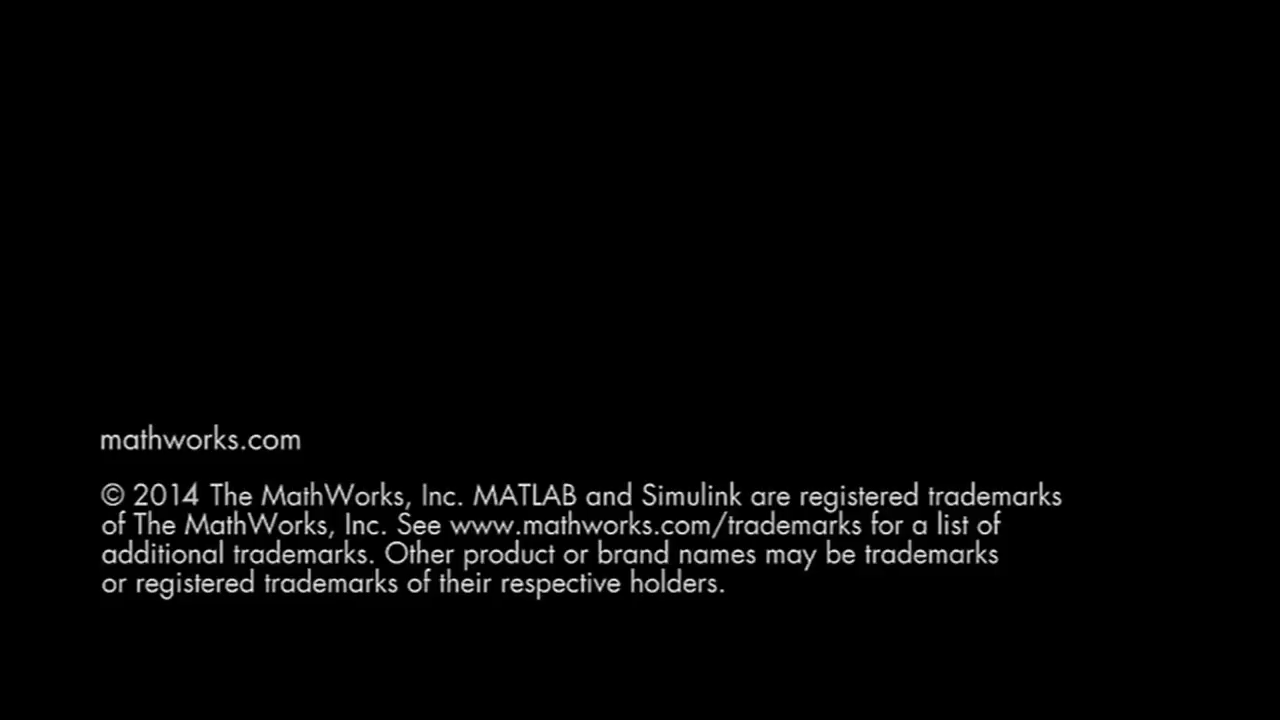 mathworks.com
© 2014 The MathWorks, Inc. MATLAB and Simulink are registered trademarks
of The MathWorks, Inc. See www.mathworks.com/trademarks for a list of
additional trademarks. Other product or brand names may be trademarks
or registered trademarks of their respective holders.